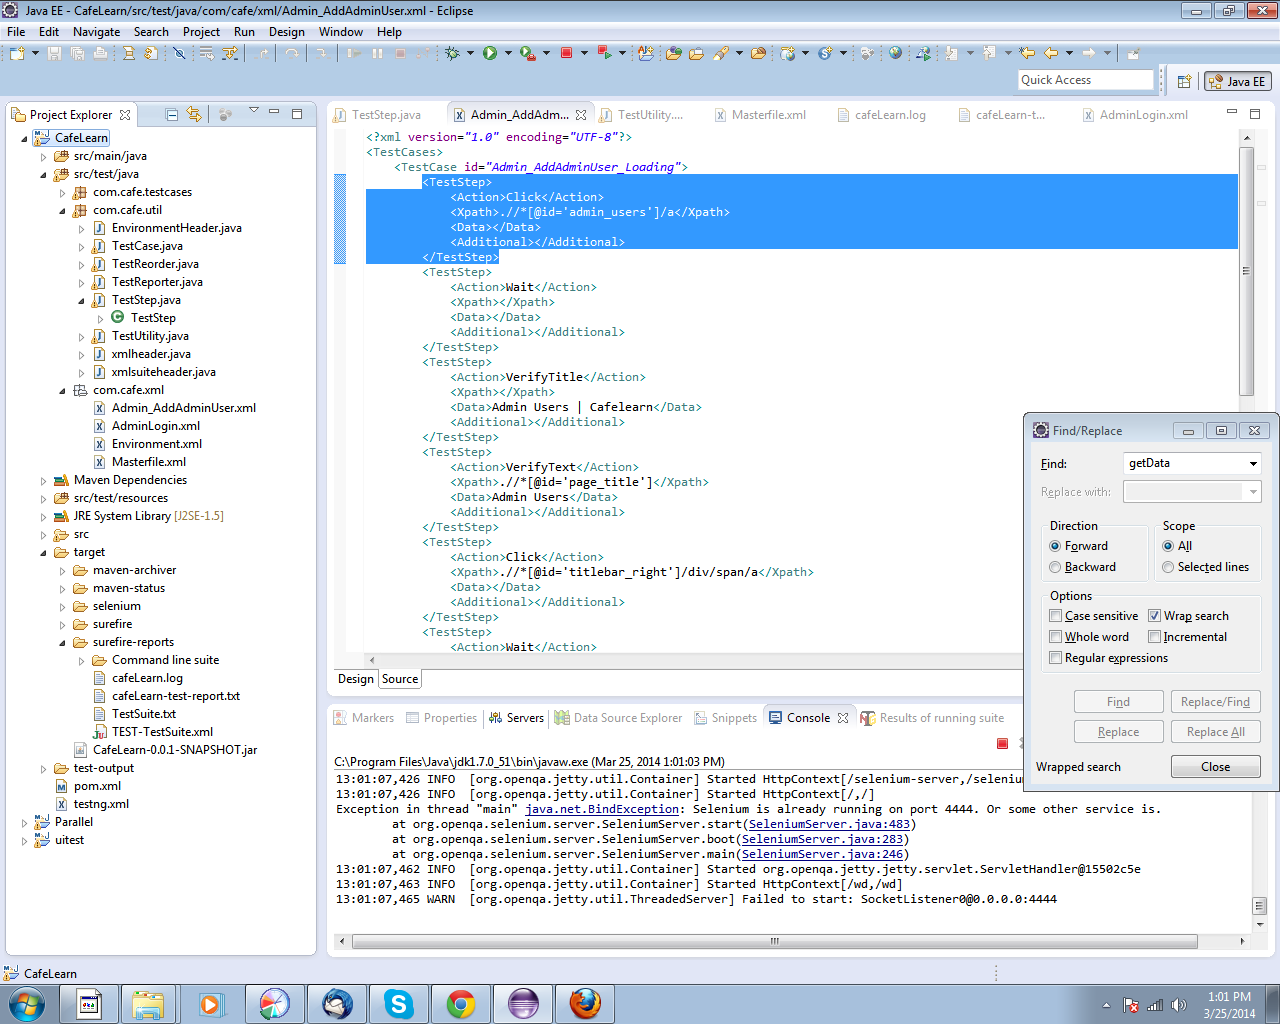 Java EE - CafeLearn/src/test/java/com/cafe/xml/Admin_AddAdminUser.xml - Eclipse
File Edit Navigate Search Project Run Design Window Help
Quick Access
Java EE
Project Explorer
CafeLearn
src/main/java
src/test/java
com.cafe.testcases
com.cafe.util
EnvironmentHeader.java
TestCase.java
TestReorder.java
TestReporter.java
TestStep.java
TestStep
TestUtility.java
xmlheader.java
xmlsuiteheader.java
com.cafe.xml
Admin_AddAdminUser.xml
AdminLogin.xml
Environment.xml
Masterfile.xml
Maven Dependencies
src/test/resources
JRE System Library [J2SE-1.5]
src
target
maven-archiver
maven-status
selenium
surefire
surefire-reports
Command line suite
cafeLearn.log
cafeLearn-test-report.txt
TestSuite.txt
TEST-TestSuite.xml
CafeLearn-0.0.1-SNAPSHOT.jar
test-output
pom.xml
testng.xml
Parallel
uitest
TestStep.java Admin_AddAdm... TestUtility.... Masterfile.xml cafeLearn.log cafeLearn-t... AdminLogin.xml
<?xml version="1.0" encoding="UTF-8"?>
<TestCases>
<TestCase id="Admin_AddAdminUser_Loading">
<TestStep>
<Action>Click</Action>
<Xpath>.//*[@id='admin_users']/a</Xpath>
<Data></Data>
<Additional></Additional>
</TestStep>
<TestStep>
<Action>Wait</Action>
<Xpath></Xpath>
<Data></Data>
<Additional></Additional>
</TestStep>
<TestStep>
<Action>VerifyTitle</Action>
<Xpath></Xpath>
<Data>Admin Users | Cafelearn</Data>
<Additional></Additional>
</TestStep>
<TestStep>
<Action>VerifyText</Action>
<Xpath>.//*[@id='page_title']</Xpath>
<Data>Admin Users</Data>
<Additional></Additional>
</TestStep>
<TestStep>
<Action>Click</Action>
<Xpath>.//*[@id='titlebar_right']/div/span/a</Xpath>
<Data></Data>
<Additional></Additional>
</TestStep>
<TestStep>
<Action>Wait</Action>
Design Source
Find/Replace
Find: getData
Replace with:
Direction
Forward
Backward
Scope
All
Selected lines
Options
Case sensitive Wrap search
Whole word Incremental
Regular expressions
Find Replace/Find
Replace Replace All
Wrapped search Close
Markers Properties Servers Data Source Explorer Snippets Console Results of running suite
C:\Program Files\Java\jdk1.7.0_51\bin\javaw.exe (Mar 25, 2014 1:01:03 PM)
13:01:07,426 INFO [org.openqa.jetty.util.Container] Started HttpContext[/selenium-server,/selenium
13:01:07,426 INFO [org.openqa.jetty.util.Container] Started HttpContext[/,/]
Exception in thread "main" java.net.BindException: Selenium is already running on port 4444. Or some other service is.
at org.openqa.selenium.server.SeleniumServer.start(SeleniumServer.java:483)
at org.openqa.selenium.server.SeleniumServer.boot(SeleniumServer.java:283)
at org.openqa.selenium.server.SeleniumServer.main(SeleniumServer.java:246)
13:01:07,462 INFO [org.openqa.jetty.util.Container] Started org.openqa.jetty.jetty.servlet.ServletHandler@15502c5e
13:01:07,463 INFO [org.openqa.jetty.util.Container] Started HttpContext[/wd,/wd]
13:01:07,465 WARN [org.openqa.jetty.util.ThreadedServer] Failed to start: SocketListener0@0.0.0.0:4444
CafeLearn
1:01 PM
3/25/2014